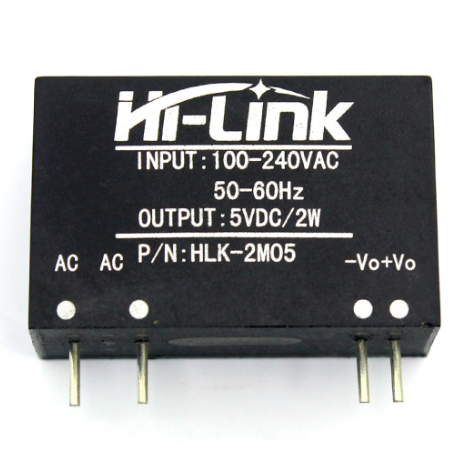 Hi-Link
INPUT:100-240VAC
50-60Hz
OUTPUT:5VDC/2W
P/N:HLK-2M05
AC AC
-Vo+Vo